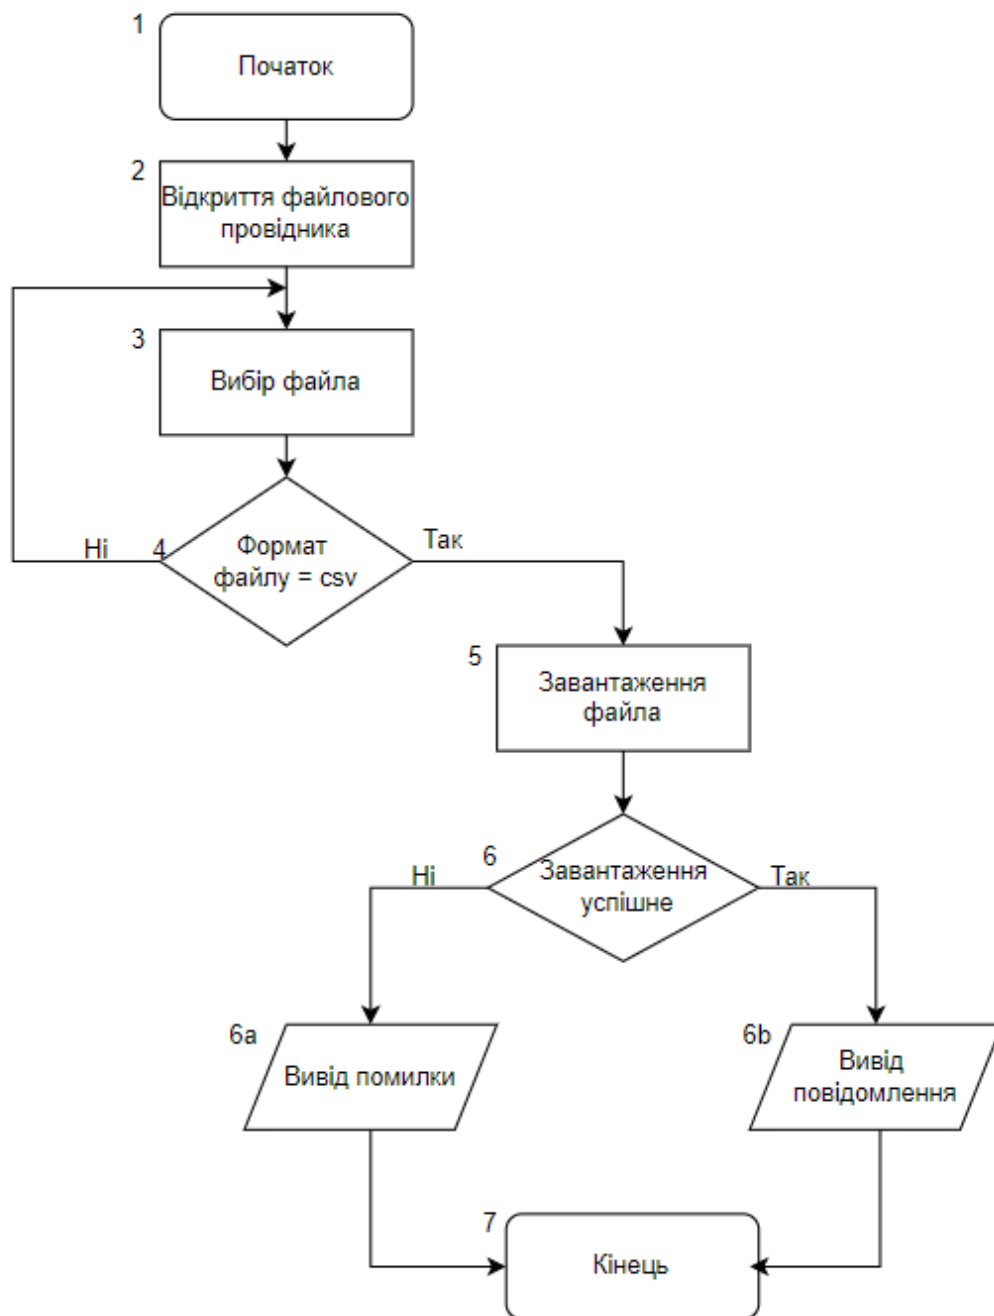 1
Початок
2
Відкриття файлового
провідника
3
Вибір файла
Ні
4
Формат
файлу = csv
Так
5
Завантаження
файла
6
Ні
Завантаження
успішне
Так
6a
Вивід помилки
6b
Вивід
повідомлення
7
Кінець